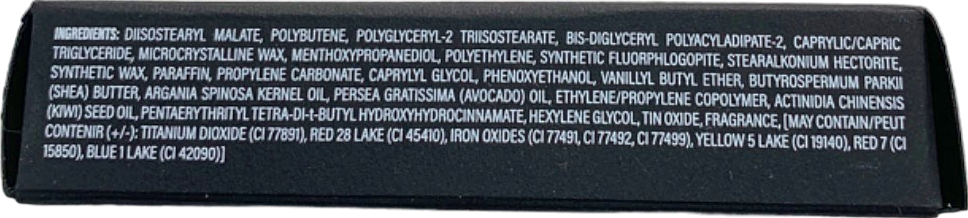 INGREDIENTS: DIISOSTEARYL MALATE, POLYBUTENE, POLYGLYCERYL-2 TRIISOSTEARATE, BIS-DIGLYCERYL POLYACYLADIPATE-2, CAPRYLIC/CAPRIC
TRIGLYCERIDE, MICROCRYSTALLINE WAX, MENTHOXYPROPANEDIOL, POLYETHYLENE, SYNTHETIC FLUORPHLOGOPITE, STEARALKONIUM HECTORITE,
SYNTHETIC WAX, PARAFFIN, PROPYLENE CARBONATE, CAPRYLYL GLYCOL, PHENOXYETHANOL, VANILLYL BUTYL ETHER, BUTYROSPERMUM PARKII
(SHEA) BUTTER, ARGANIA SPINOSA KERNEL OIL, PERSEA GRATISSIMA (AVOCADO) OIL, ETHYLENE/PROPYLENE COPOLYMER, ACTINIDIA CHINENSIS
(KIWI) SEED OIL, PENTAERYTHRITYL TETRA-DI-t-BUTYL HYDROXYHYDROCINNAMATE, HEXYLENE GLYCOL, TIN OXIDE, FRAGRANCE, [MAY CONTAIN/PEUT
CONTENIR (+/-): TITANIUM DIOXIDE (CI 77891), RED 28 LAKE (CI 45410), IRON OXIDES (CI 77491, CI 77492, CI 77499), YELLOW 5 LAKE (CI 19140), RED 7 (CI
15850), BLUE 1 LAKE (CI 42090)]